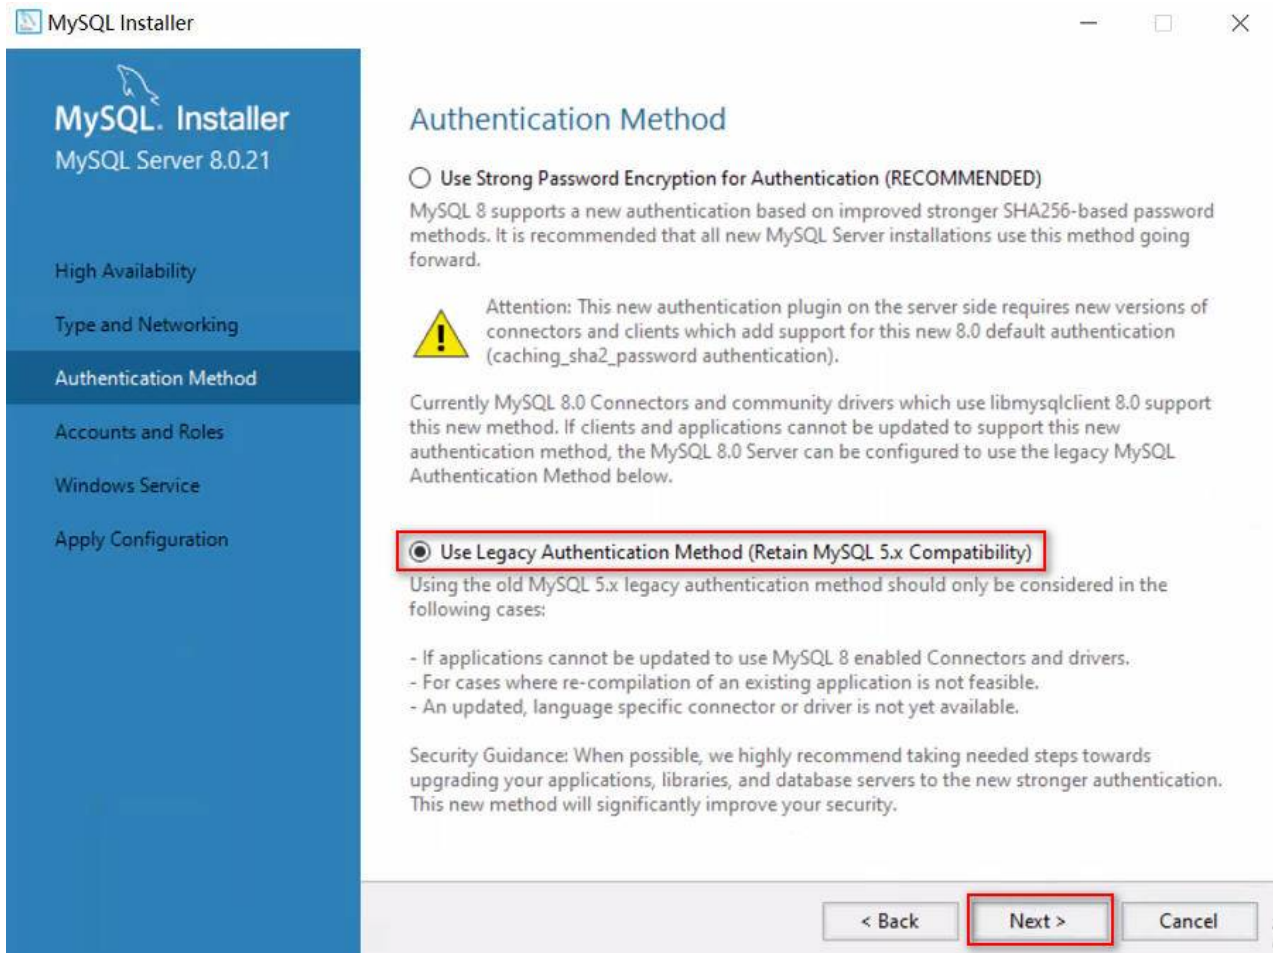 MySQL Installer
MySQL. Installer
MySQL Server 8.0.21
High Availability
Type and Networking
Authentication Method
Accounts and Roles
Windows Service
Apply Configuration
Authentication Method
Use Strong Password Encryption for Authentication (RECOMMENDED)
MySQL 8 supports a new authentication based on improved stronger SHA256-based password
methods. It is recommended that all new MySQL Server installations use this method going
forward.
Attention: This new authentication plugin on the server side requires new versions of
connectors and clients which add support for this new 8.0 default authentication
(caching_sha2_password authentication).
Currently MySQL 8.0 Connectors and community drivers which use libmysqlclient 8.0 support
this new method. If clients and applications cannot be updated to support this new
authentication method, the MySQL 8.0 Server can be configured to use the legacy MySQL
Authentication Method below.
Use Legacy Authentication Method (Retain MySQL 5.x Compatibility)
Using the old MySQL 5.x legacy authentication method should only be considered in the
following cases:
- If applications cannot be updated to use MySQL 8 enabled Connectors and drivers.
- For cases where re-compilation of an existing application is not feasible.
- An updated, language specific connector or driver is not yet available.
Security Guidance: When possible, we highly recommend taking needed steps towards
upgrading your applications, libraries, and database servers to the new stronger authentication.
This new method will significantly improve your security.
< Back
Next >
Cancel